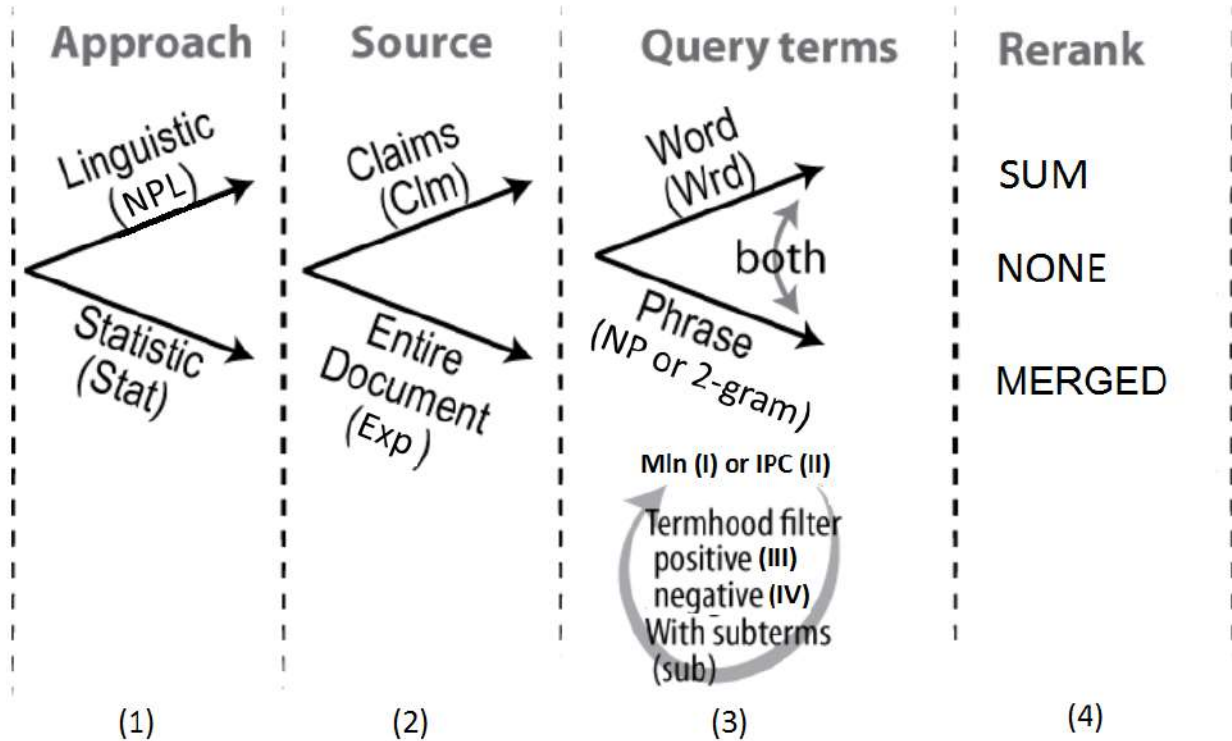 Approach
Source
Query terms
Rerank
Linguistic
(NPL)
Statistic
(Stat)
Claims
(Clm)
Entire
Document
(Exp)
Word
(Wrd)
both
Phrase
(NP or 2-gram)
Mln (I) or IPC (II)
Termhood filter
positive (III)
negative (IV)
With subterms
(sub)
SUM
NONE
MERGED
(1)
(2)
(3)
(4)